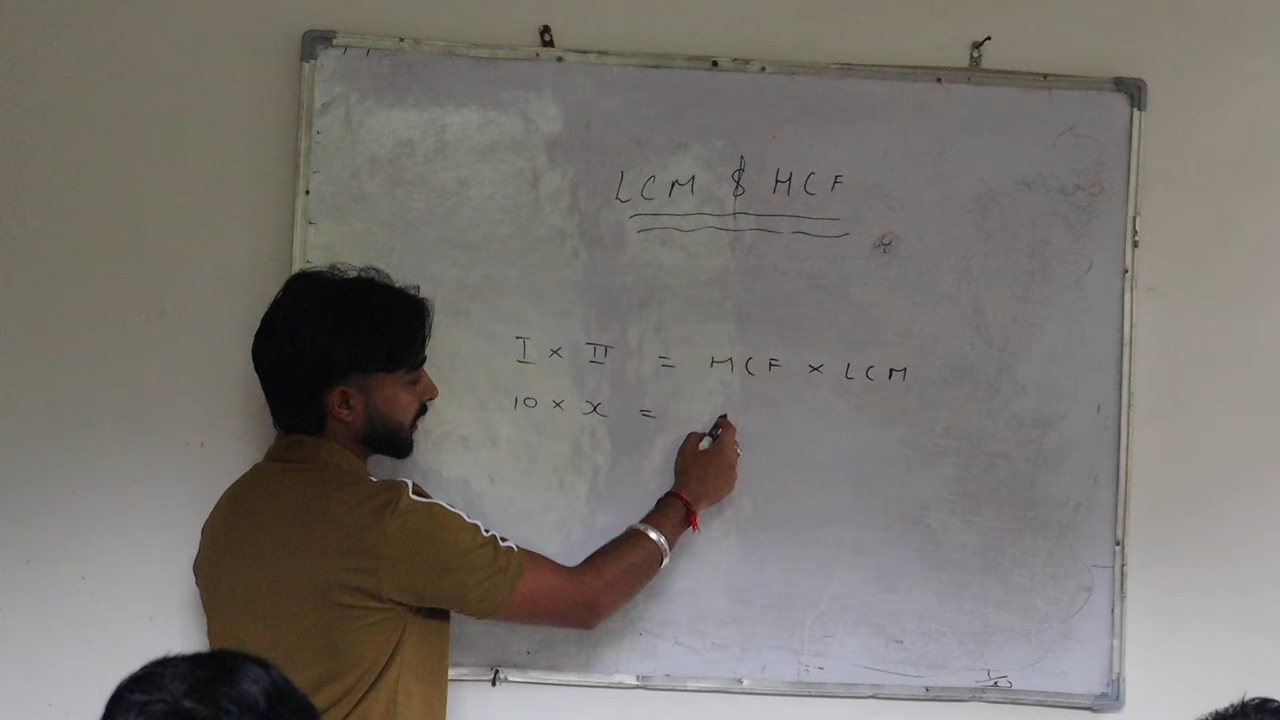 LCM & HCF
I × II = HCF × LCM
10 × x =